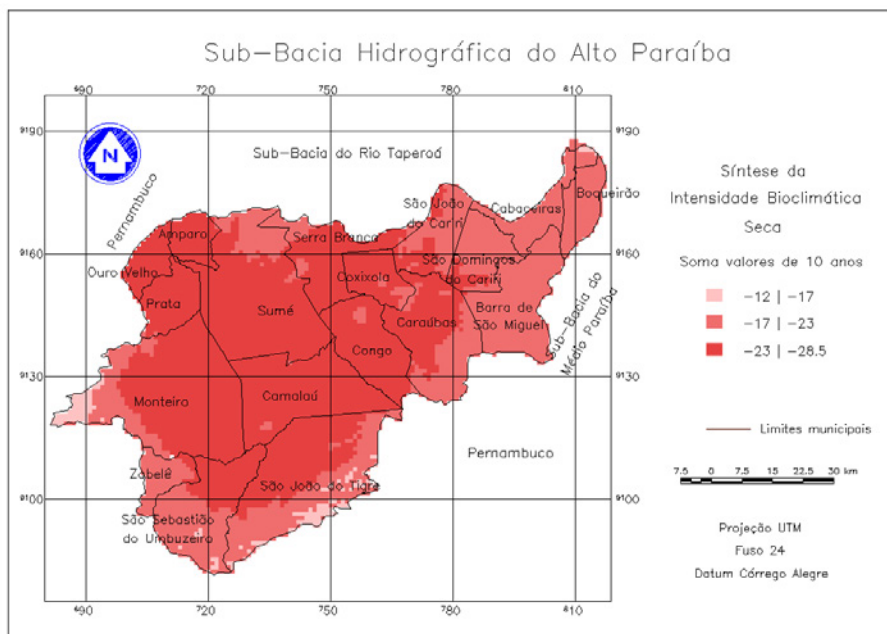 Sub-Bacia Hidrográfica do Alto Paraíba
690 720 750 780 810
9190 9190
N
Sub-Bacia do Rio Taperoá
Pernambuco
Boqueirão
São João
do Cariri
Cabaceiras
Amparo
Serra Branca
9160 9160
Ouro Velho
São Domingos
do Cariri
Coxixola
Prata
Sumé
Caraúbas
Barra de
São Miguel
Sub-Bacia do
Médio Paraíba
Congo
9130 9130
Monteiro
Camalaú
Pernambuco
Zabelê
São João do Tigre
9100 9100
São Sebastião
do Umbuzeiro
690 720 750 780 810
Síntese da
Intensidade Bioclimática
Seca
Soma valores de 10 anos
-12 | -17
-17 | -23
-23 | -28.5
Limites municipais
7.5 0 7.5 15 22.5 30 km
Projeção UTM
Fuso 24
Datum Córrego Alegre